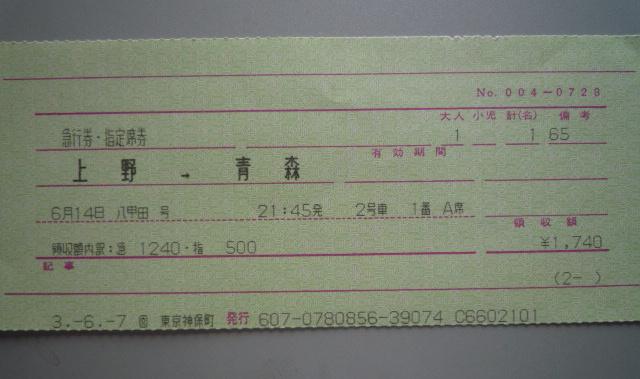 No. 004-0723
大人 小児 計(名) 備考
急行券・指定席券 1 1 65
有効期間
上野 → 青森
6月14日 八甲田 号 21:45発 2号車 1番 A席
領収額
領収額内訳:急 1240・指 500 ¥1,740
記事
(2- )
3.-6.-7 東京神保町 発行 607-0780856-39074 C6602101